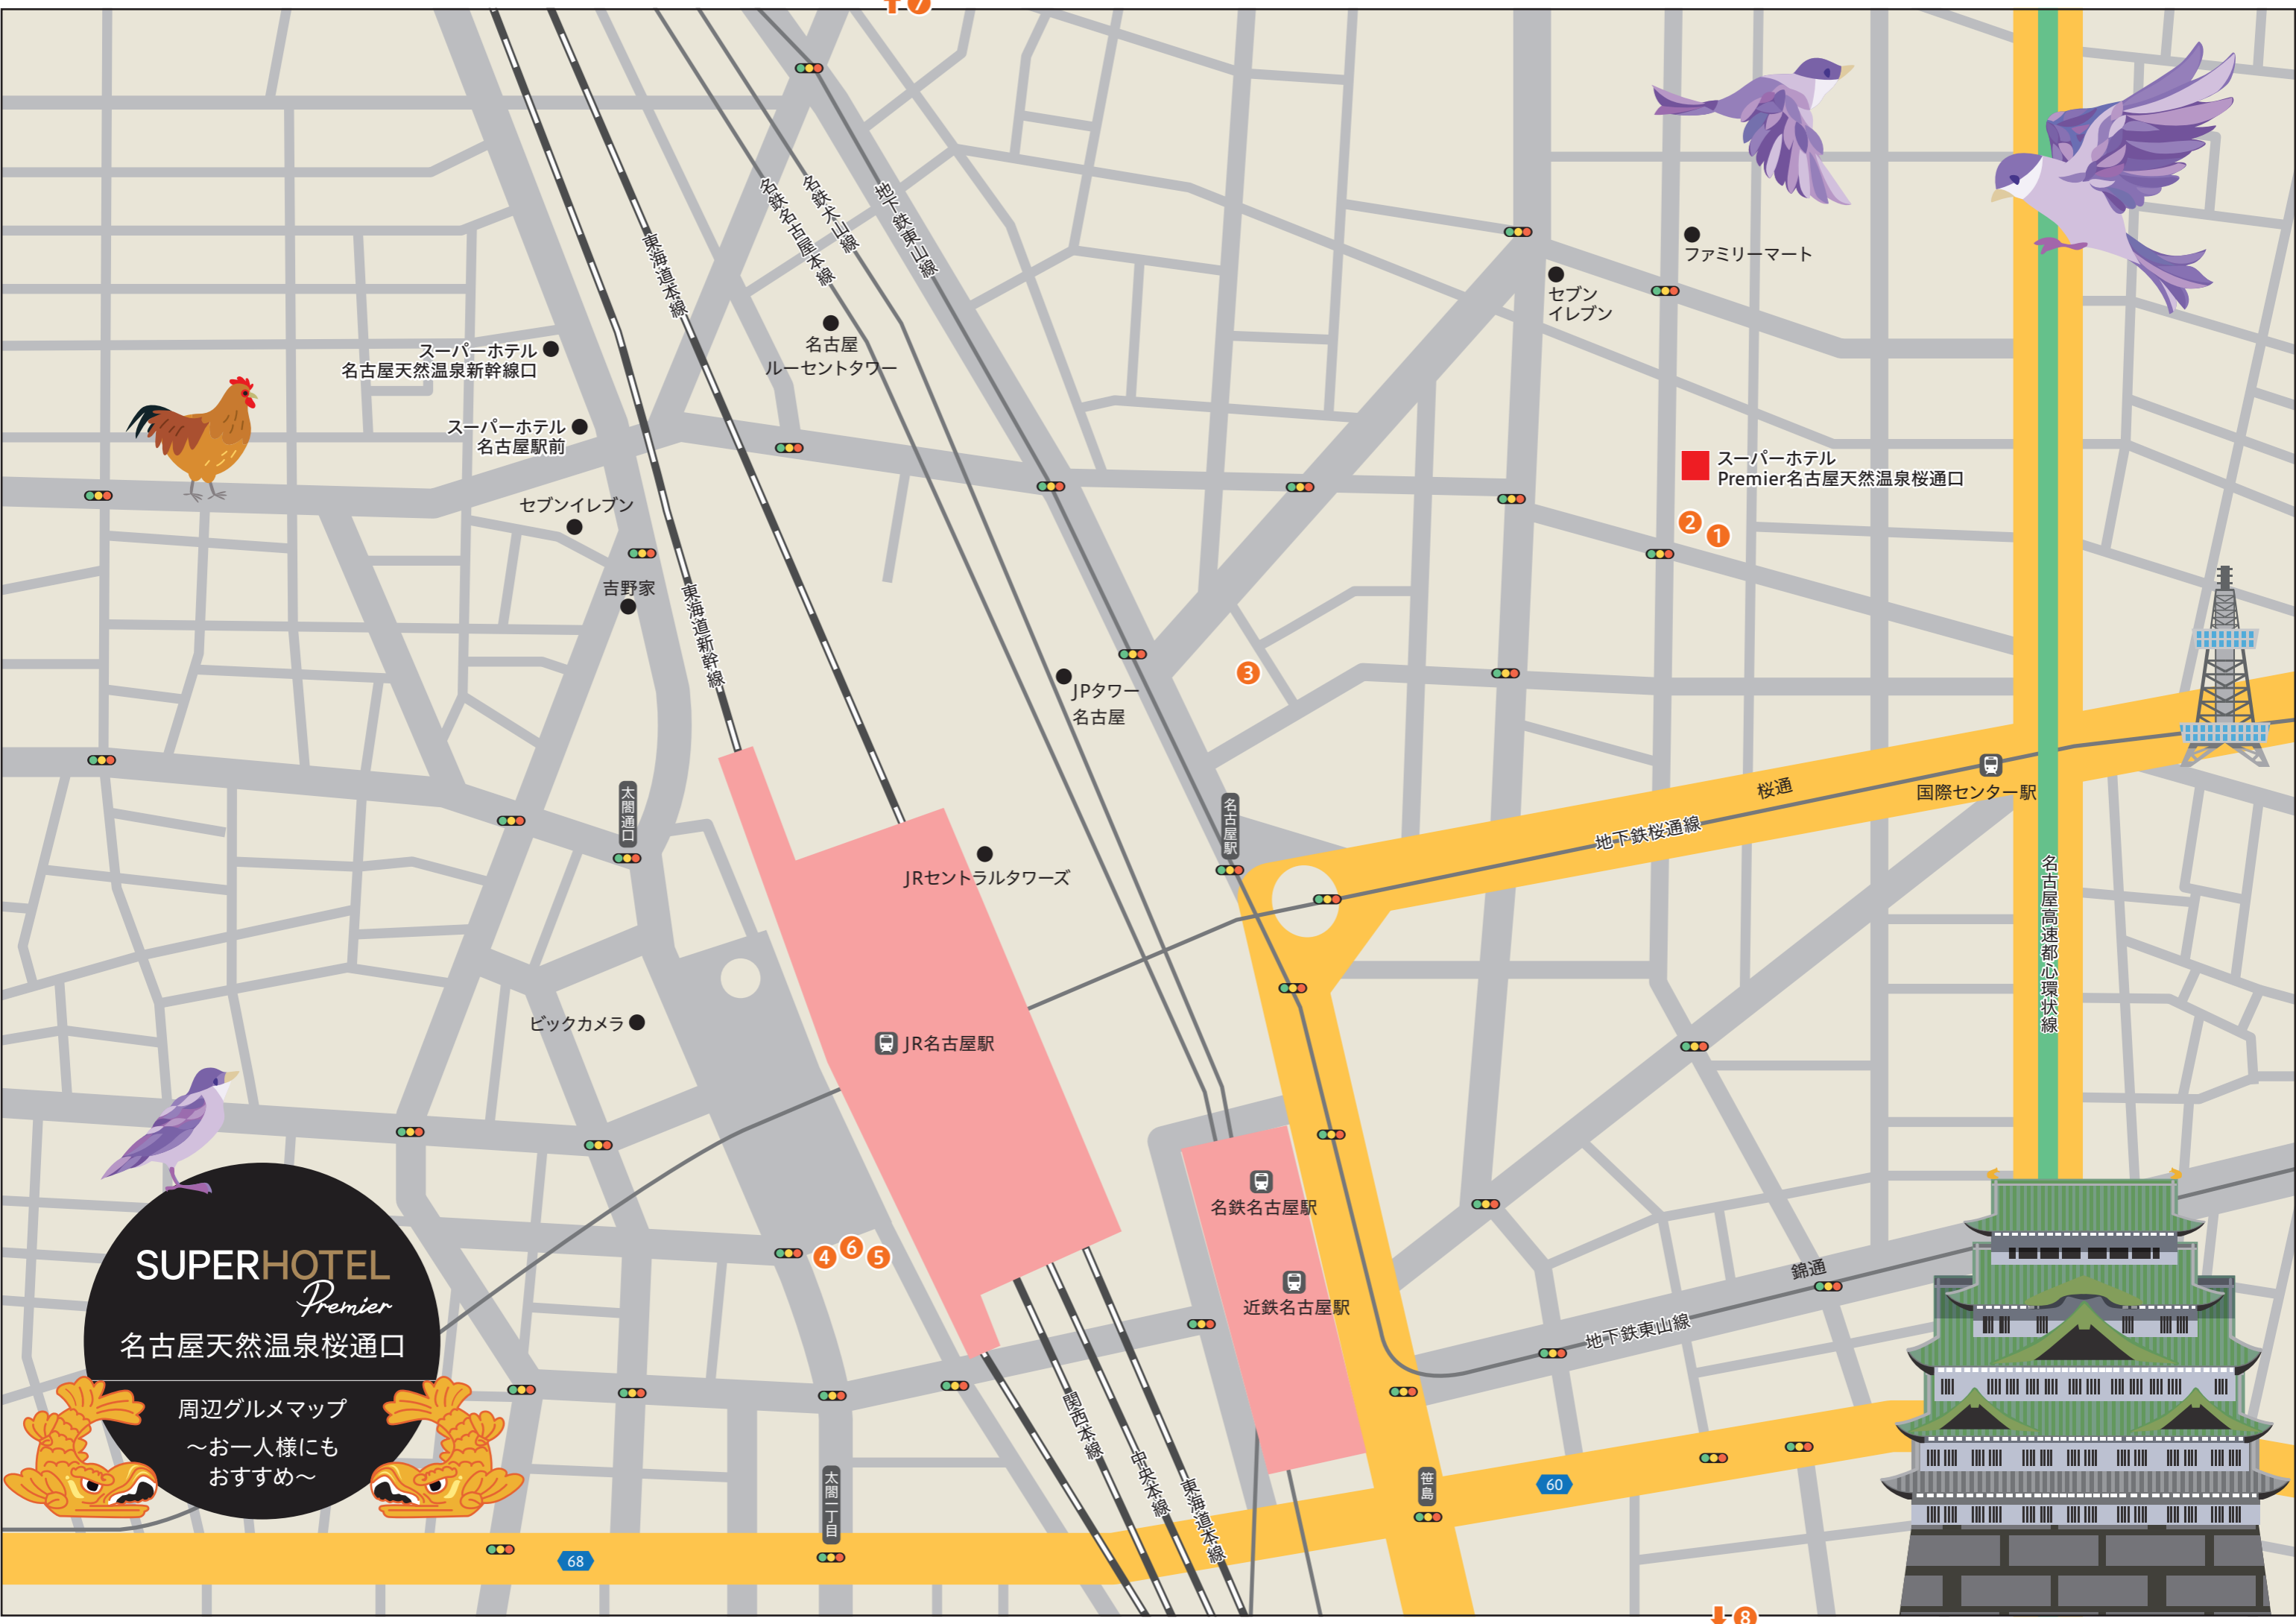 7
名鉄名古屋本線
名鉄犬山線
地下鉄東山線
東海道本線
ファミリーマート
セブン
イレブン
名古屋
ルーセントタワー
スーパーホテル
名古屋天然温泉新幹線口
スーパーホテル
名古屋駅前
スーパーホテル
Premier名古屋天然温泉桜通口
セブンイレブン
2
1
吉野家
東海道新幹線
3
JPタワー
名古屋
太閤通口
名古屋駅
桜通
国際センター駅
地下鉄桜通線
JRセントラルタワーズ
名古屋高速都心環状線
ビックカメラ
JR名古屋駅
名鉄名古屋駅
4
6
5
近鉄名古屋駅
錦通
地下鉄東山線
SUPERHOTEL
Premier
名古屋天然温泉桜通口
周辺グルメマップ
～お一人様にも
おすすめ～
関西本線
中央本線
東海道本線
太閤一丁目
笹島
60
68
8